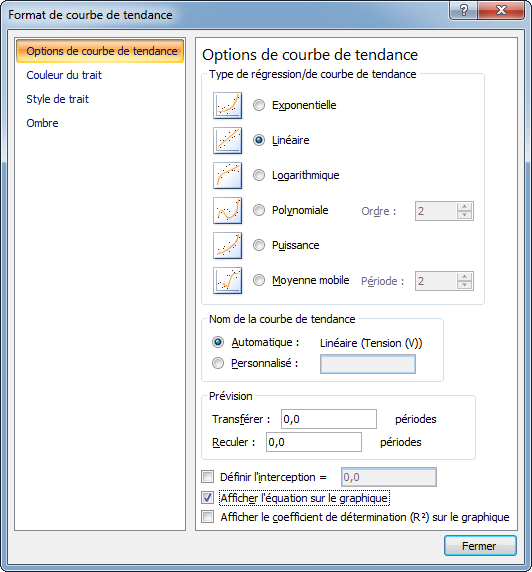 Format de courbe de tendance
Options de courbe de tendance
Couleur du trait
Style de trait
Ombre
Options de courbe de tendance
Type de régression/de courbe de tendance
Exponentielle
Linéaire
Logarithmique
Polynomiale Ordre : 2
Puissance
Moyenne mobile Période : 2
Nom de la courbe de tendance
Automatique : Linéaire (Tension (V))
Personnalisé :
Prévision
Transférer : 0,0 périodes
Reculer : 0,0 périodes
Définir l'interception = 0,0
Afficher l'équation sur le graphique
Afficher le coefficient de détermination (R²) sur le graphique
Fermer